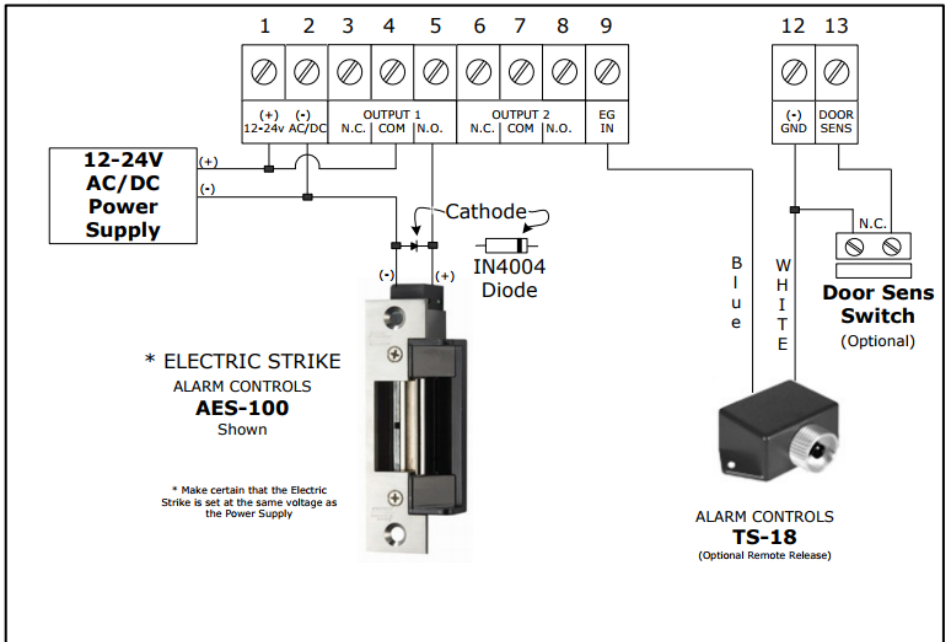 1 2 3 4 5 6 7 8 9 12 13
(+) (-) OUTPUT 1 OUTPUT 2 EG (-) DOOR
12-24v AC/DC N.C. COM N.O. N.C. COM N.O. IN GND SENS
12-24V
AC/DC
Power
Supply
(+)
(-)
Cathode
IN4004
Diode
(-) (+)
* ELECTRIC STRIKE
ALARM CONTROLS
AES-100
Shown
* Make certain that the Electric
Strike is set at the same voltage as
the Power Supply
Blue
WHITE
N.C.
Door Sens
Switch
(Optional)
ALARM CONTROLS
TS-18
(Optional Remote Release)